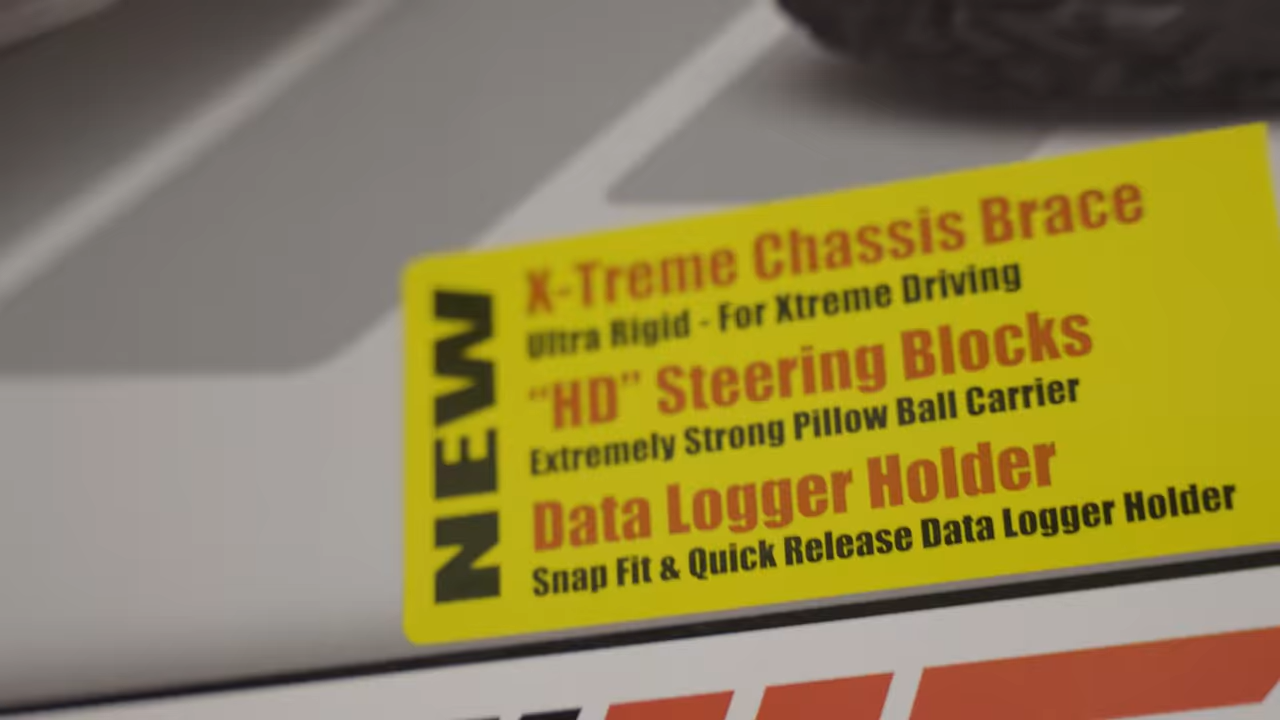 NEW
X-Treme Chassis Brace
Ultra Rigid - For Xtreme Driving
“HD” Steering Blocks
Extremely Strong Pillow Ball Carrier
Data Logger Holder
Snap Fit & Quick Release Data Logger Holder